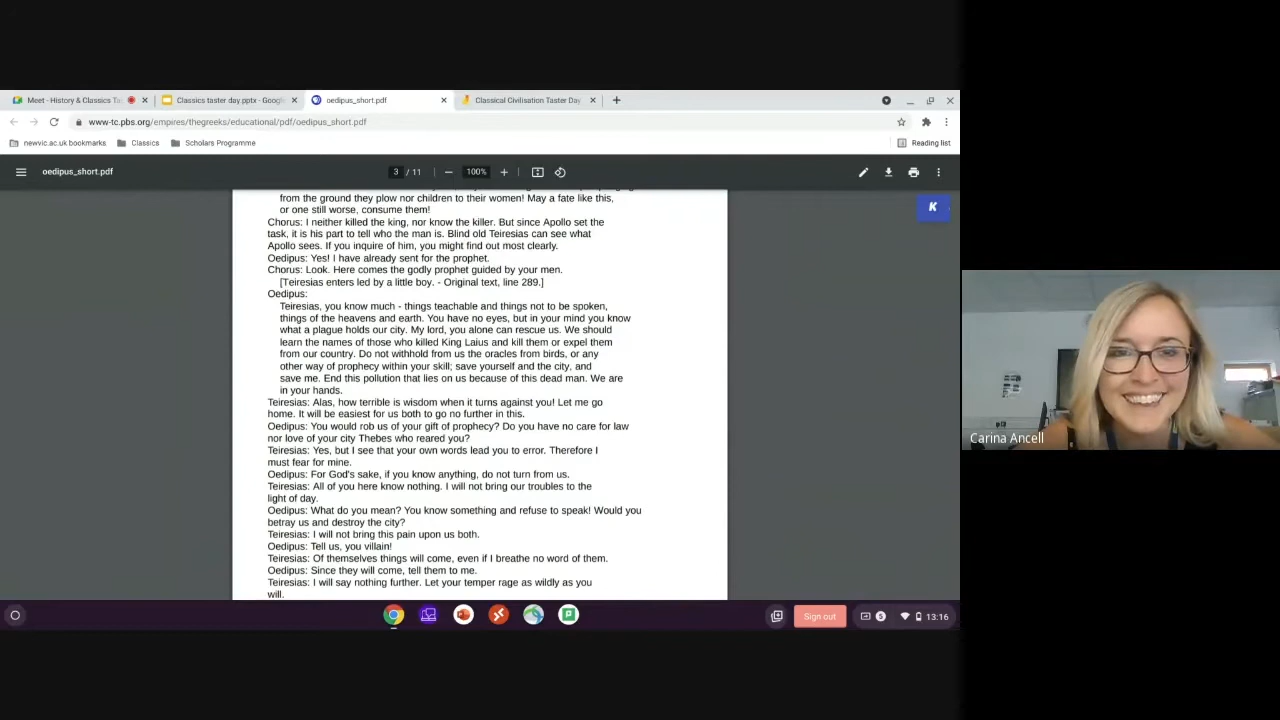 Meet - History & Classics Ta
Classics taster day.pptx - Google
oedipus_short.pdf
Classical Civilisation Taster Day
www-tc.pbs.org/empires/thegreeks/educational/pdf/oedipus_short.pdf
newvic.ac.uk bookmarks
Classics
Scholars Programme
Reading list
oedipus_short.pdf
3 / 11
100%
K
from the ground they plow nor children to their women! May a fate like this,
or one still worse, consume them!
Chorus: I neither killed the king, nor know the killer. But since Apollo set the
task, it is his part to tell who the man is. Blind old Teiresias can see what
Apollo sees. If you inquire of him, you might find out most clearly.
Oedipus: Yes! I have already sent for the prophet.
Chorus: Look. Here comes the godly prophet guided by your men.
[Teiresias enters led by a little boy. - Original text, line 289.]
Oedipus:
Teiresias, you know much - things teachable and things not to be spoken,
things of the heavens and earth. You have no eyes, but in your mind you know
what a plague holds our city. My lord, you alone can rescue us. We should
learn the names of those who killed King Laius and kill them or expel them
from our country. Do not withhold from us the oracles from birds, or any
other way of prophecy within your skill; save yourself and the city, and
save me. End this pollution that lies on us because of this dead man. We are
in your hands.
Teiresias: Alas, how terrible is wisdom when it turns against you! Let me go
home. It will be easiest for us both to go no further in this.
Oedipus: You would rob us of your gift of prophecy? Do you have no care for law
nor love of your city Thebes who reared you?
Teiresias: Yes, but I see that your own words lead you to error. Therefore I
must fear for mine.
Oedipus: For God's sake, if you know anything, do not turn from us.
Teiresias: All of you here know nothing. I will not bring our troubles to the
light of day.
Oedipus: What do you mean? You know something and refuse to speak! Would you
betray us and destroy the city?
Teiresias: I will not bring this pain upon us both.
Oedipus: Tell us, you villain!
Teiresias: Of themselves things will come, even if I breathe no word of them.
Oedipus: Since they will come, tell them to me.
Teiresias: I will say nothing further. Let your temper rage as wildly as you
will.
Carina Ancell
Sign out
13:16